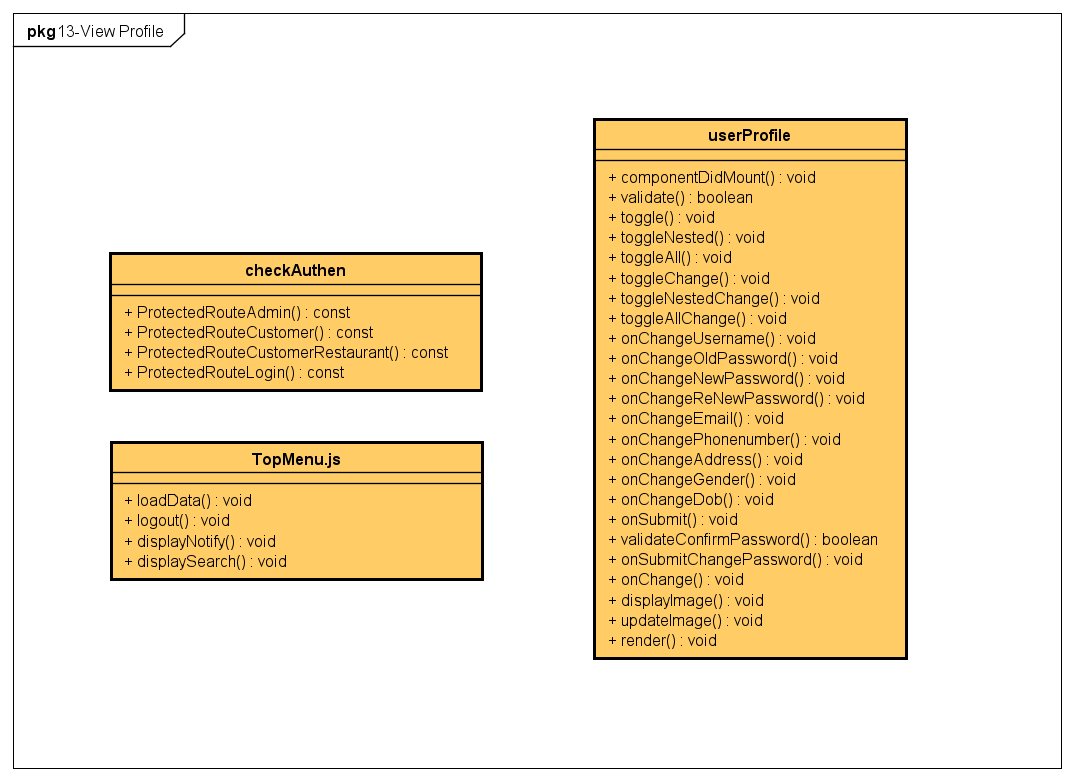 pkg 13-View Profile
checkAuthen
+ ProtectedRouteAdmin() : const
+ ProtectedRouteCustomer() : const
+ ProtectedRouteCustomerRestaurant() : const
+ ProtectedRouteLogin() : const
TopMenu.js
+ loadData() : void
+ logout() : void
+ displayNotify() : void
+ displaySearch() : void
userProfile
+ componentDidMount() : void
+ validate() : boolean
+ toggle() : void
+ toggleNested() : void
+ toggleAll() : void
+ toggleChange() : void
+ toggleNestedChange() : void
+ toggleAllChange() : void
+ onChangeUsername() : void
+ onChangeOldPassword() : void
+ onChangeNewPassword() : void
+ onChangeReNewPassword() : void
+ onChangeEmail() : void
+ onChangePhonenumber() : void
+ onChangeAddress() : void
+ onChangeGender() : void
+ onChangeDob() : void
+ onSubmit() : void
+ validateConfirmPassword() : boolean
+ onSubmitChangePassword() : void
+ onChange() : void
+ displayImage() : void
+ updateImage() : void
+ render() : void